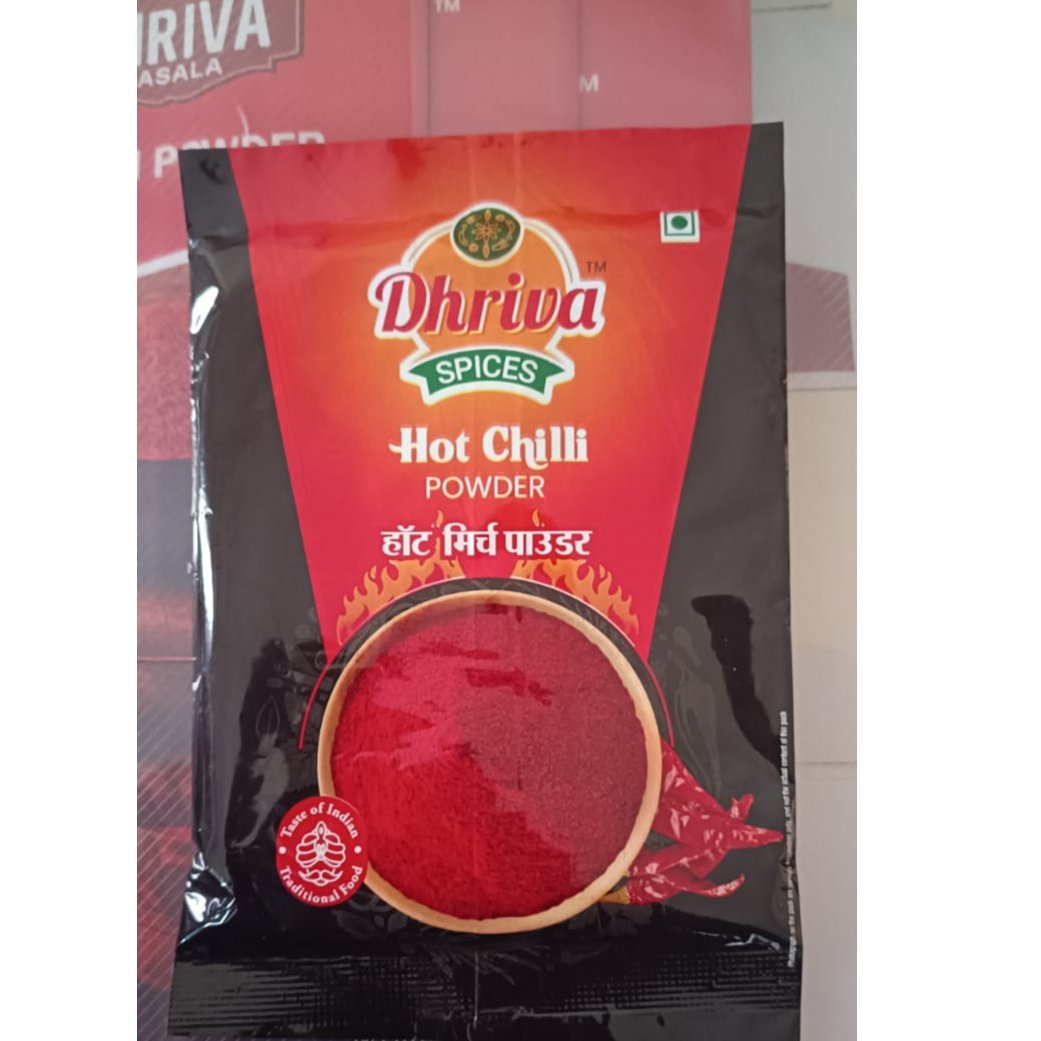 TM
RIVA
ASALA
M
POWDER
Dhriva TM
SPICES
Hot Chilli
POWDER
हॉट मिर्च पाउडर
Taste of Indian
Traditional Food